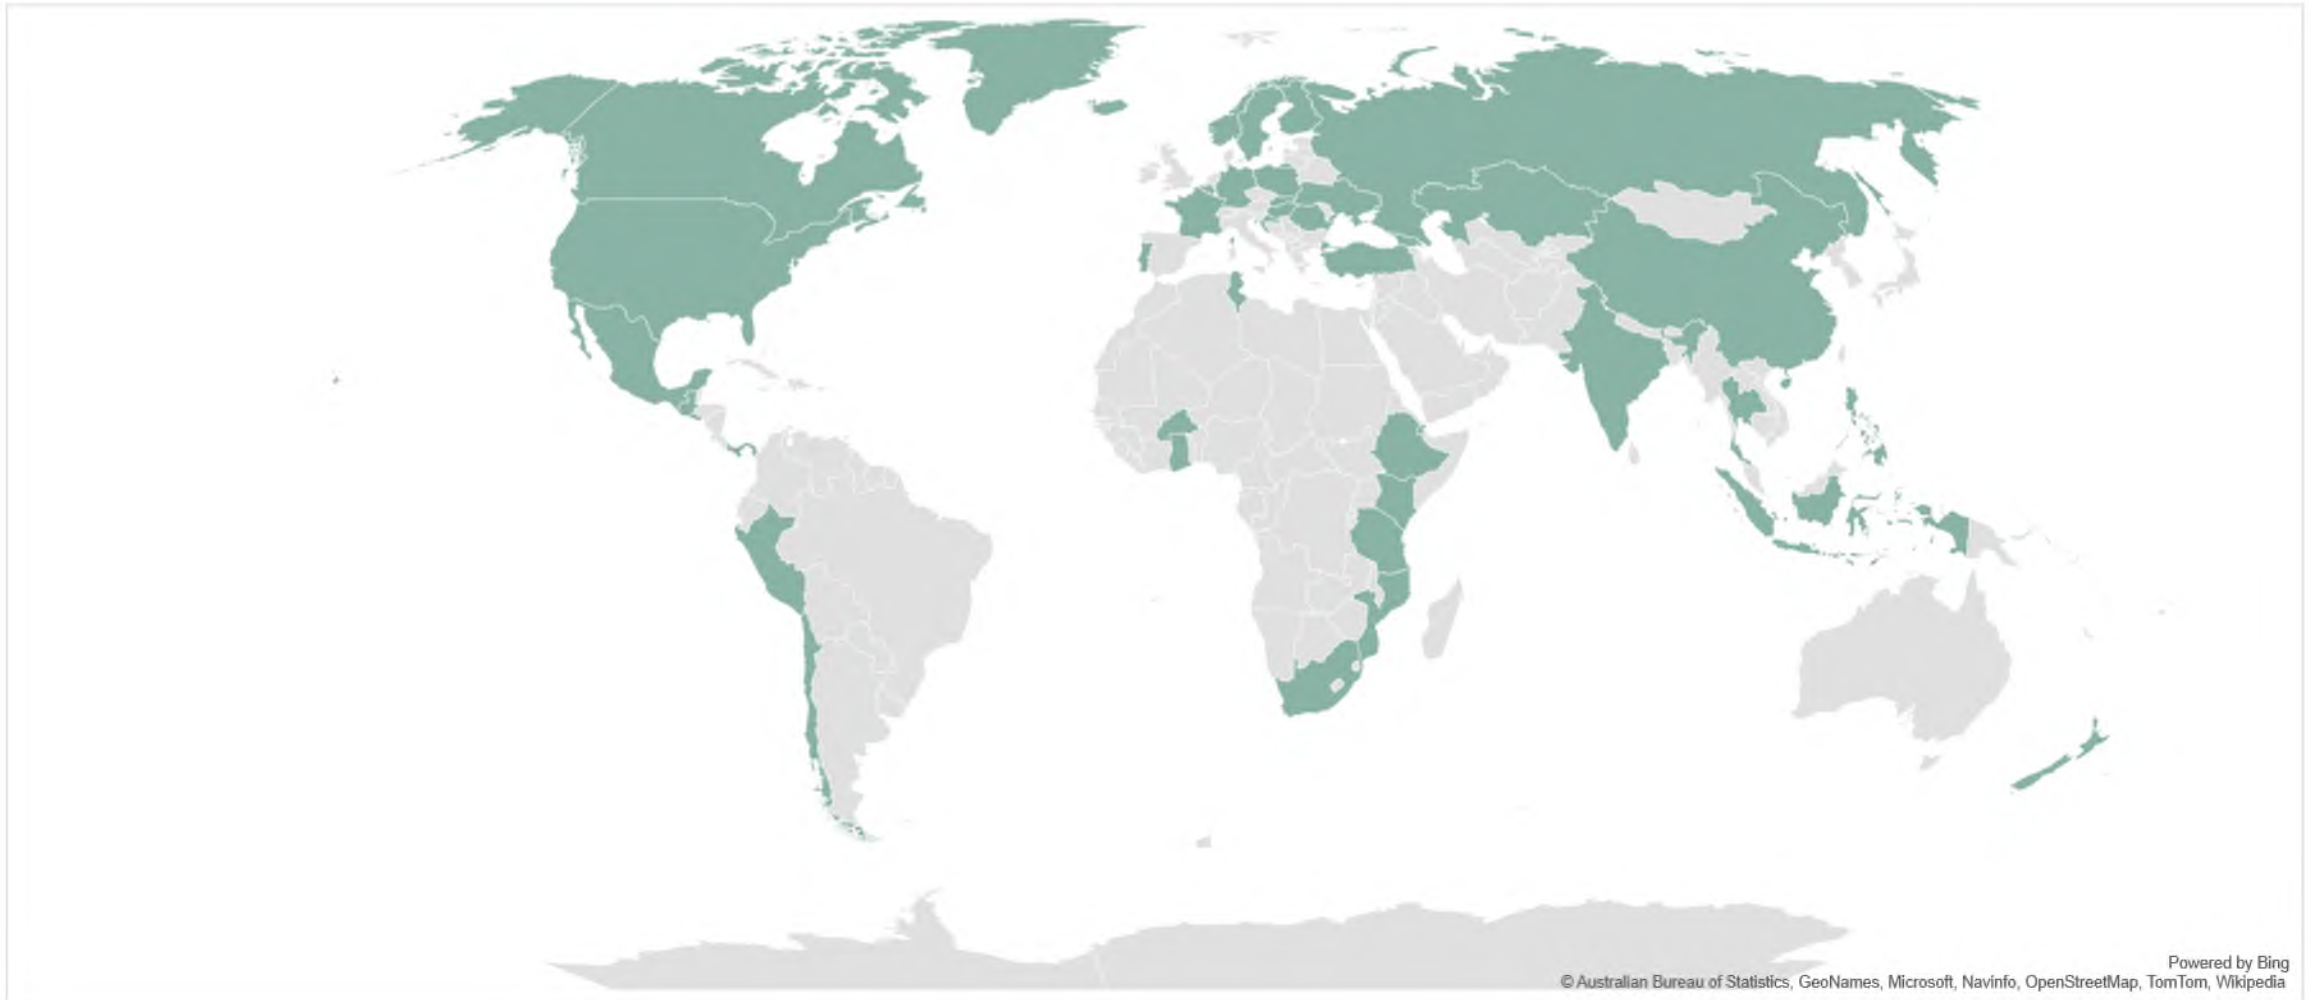 Powered by Bing
© Australian Bureau of Statistics, GeoNames, Microsoft, Navinfo, OpenStreetMap, TomTom, Wikipedia